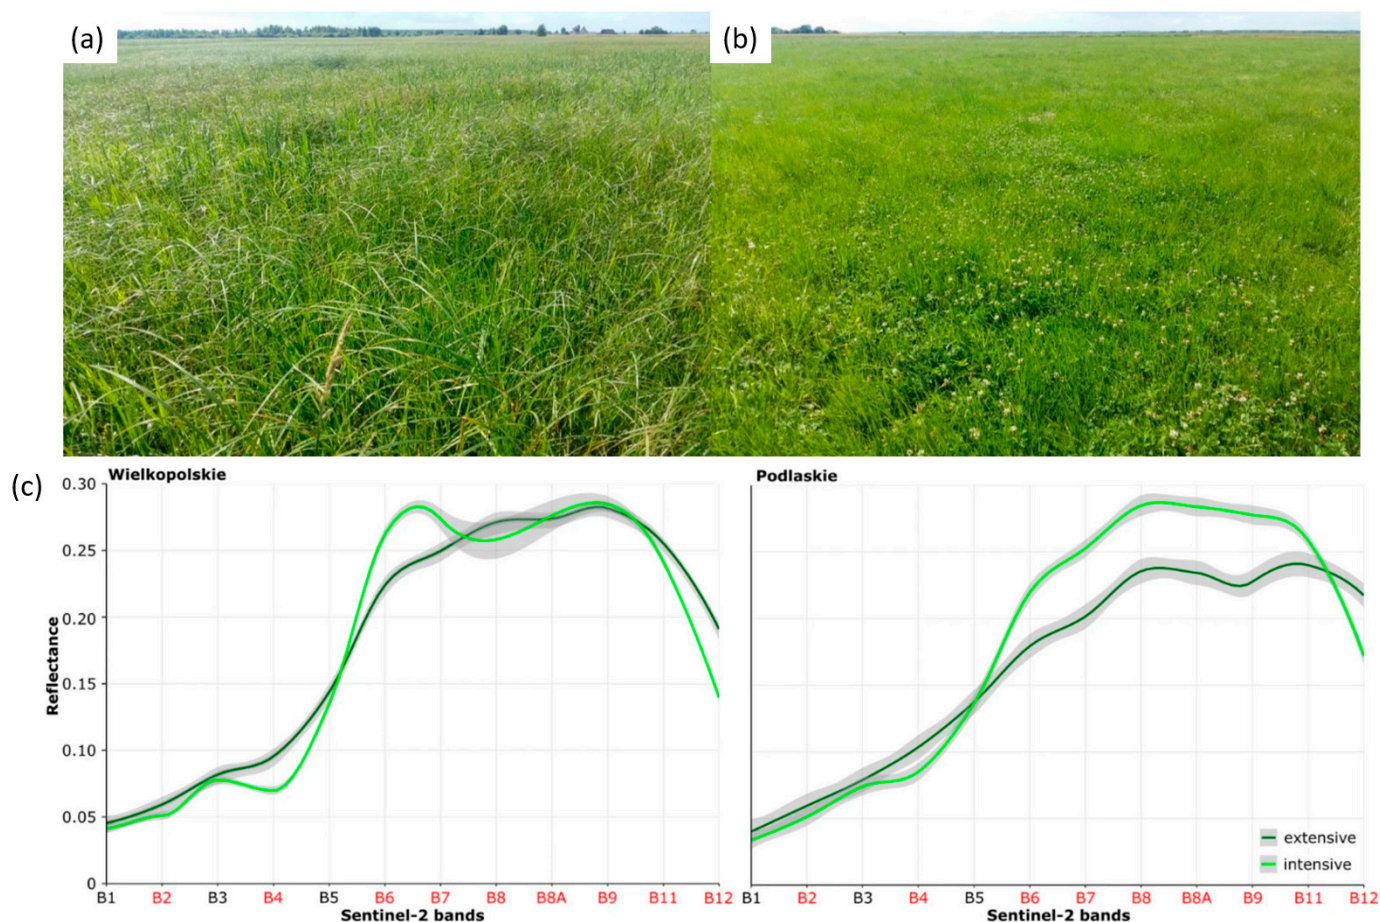 (a)
(b)
(c)
Wielkopolskie
Podlaskie
0.30
0.25
0.20
0.15
0.10
0.05
0
Reflectance
B1 B2 B3 B4 B5 B6 B7 B8 B8A B9 B11 B12
Sentinel-2 bands
B1 B2 B3 B4 B5 B6 B7 B8 B8A B9 B11 B12
Sentinel-2 bands
extensive
intensive